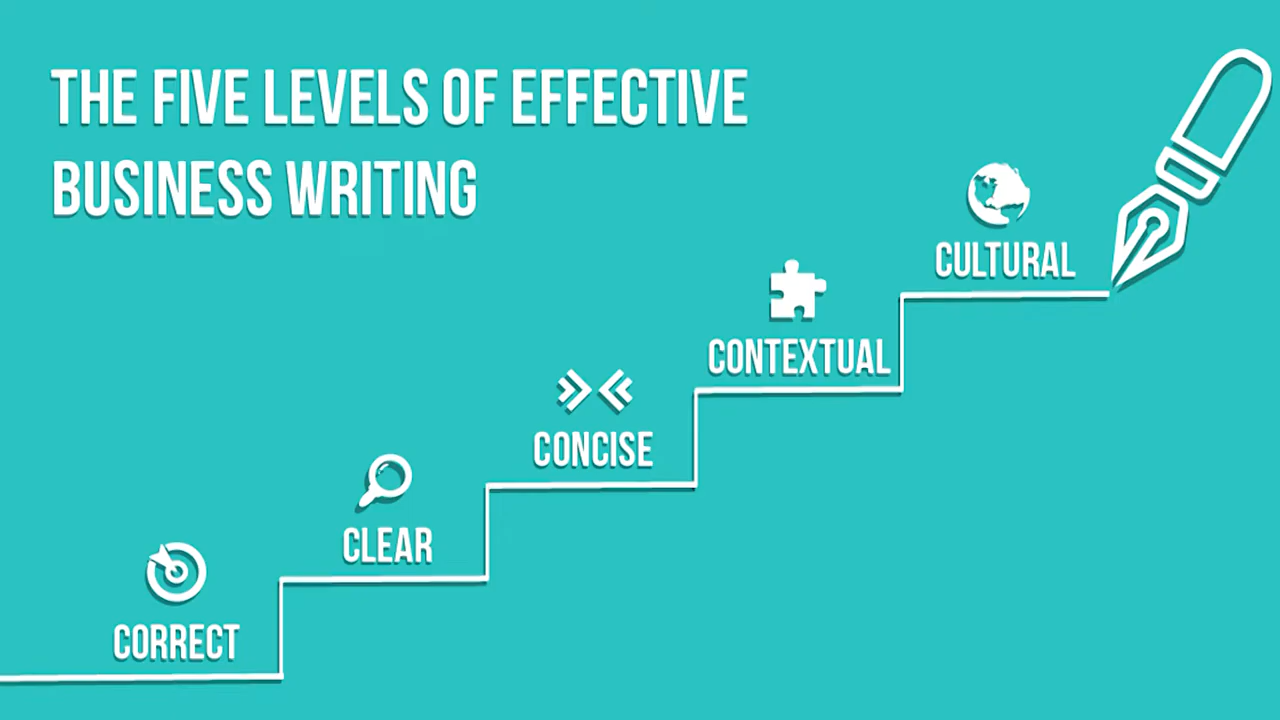 THE FIVE LEVELS OF EFFECTIVE
BUSINESS WRITING
CORRECT
CLEAR
CONCISE
CONTEXTUAL
CULTURAL